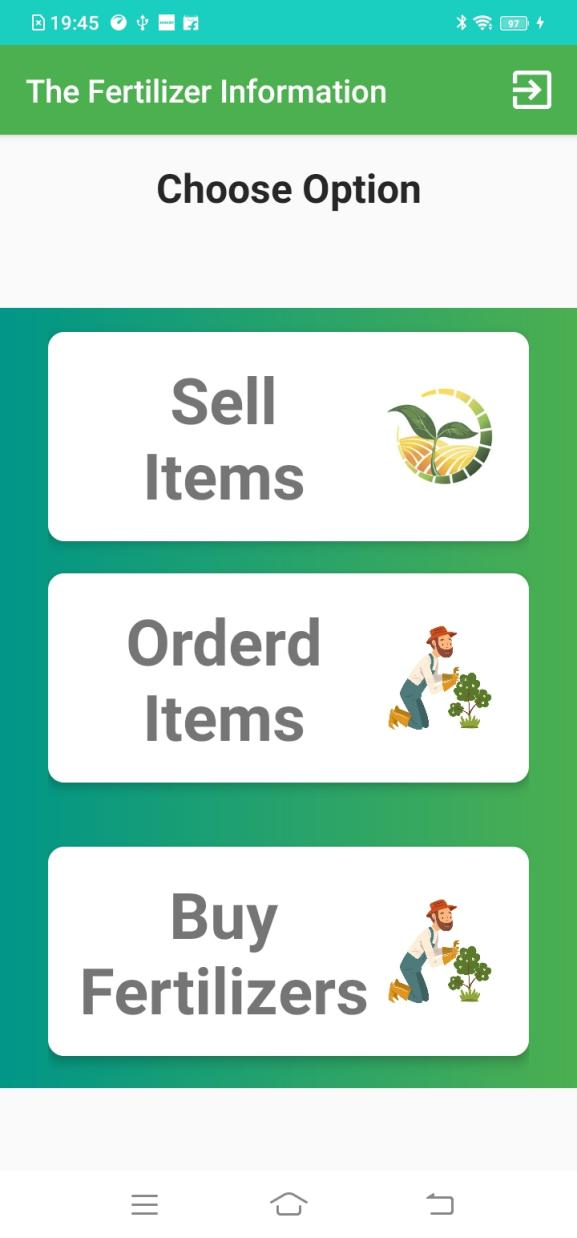 19:45
97
The Fertilizer Information
Choose Option
Sell
Items
Orderd
Items
Buy
Fertilizers